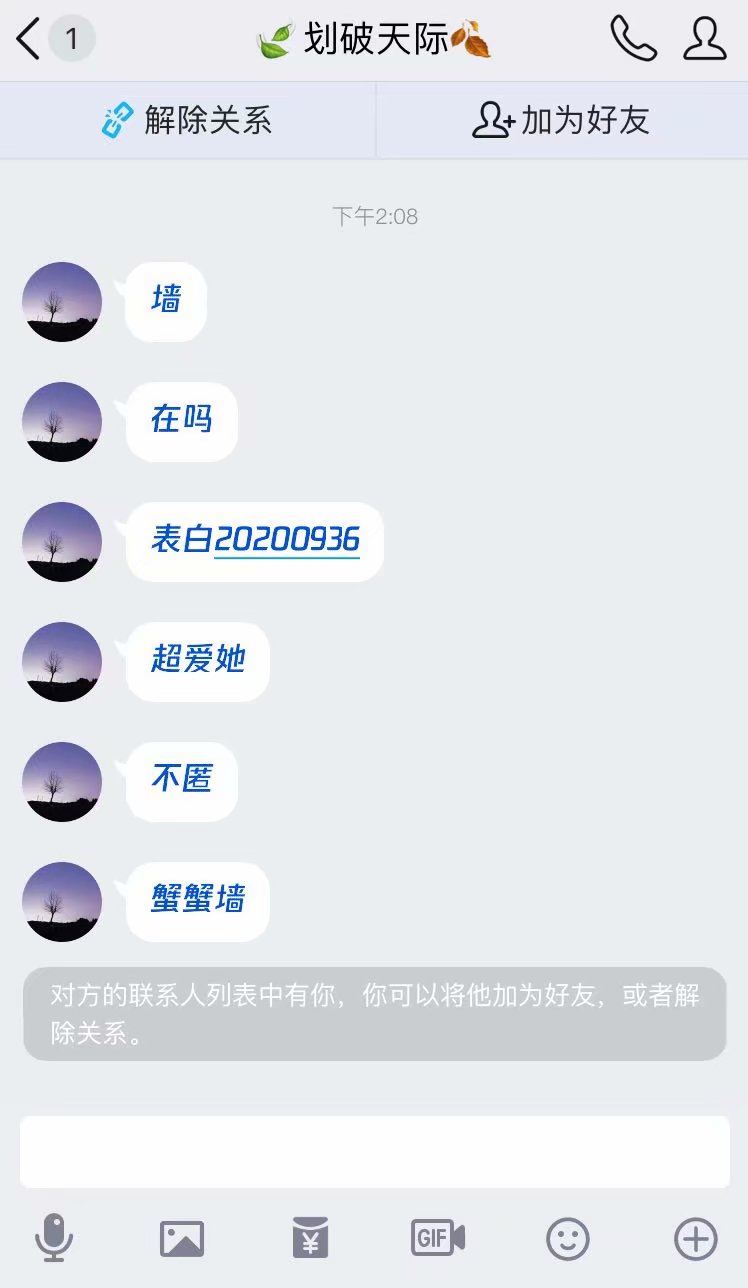 1
🍃 划破天际🍂
解除关系
加为好友
下午2:08
墙
在吗
表白20200936
超爱她
不匿
蟹蟹墙
对方的联系人列表中有你，你可以将他加为好友，或者解
除关系。
¥
GIF